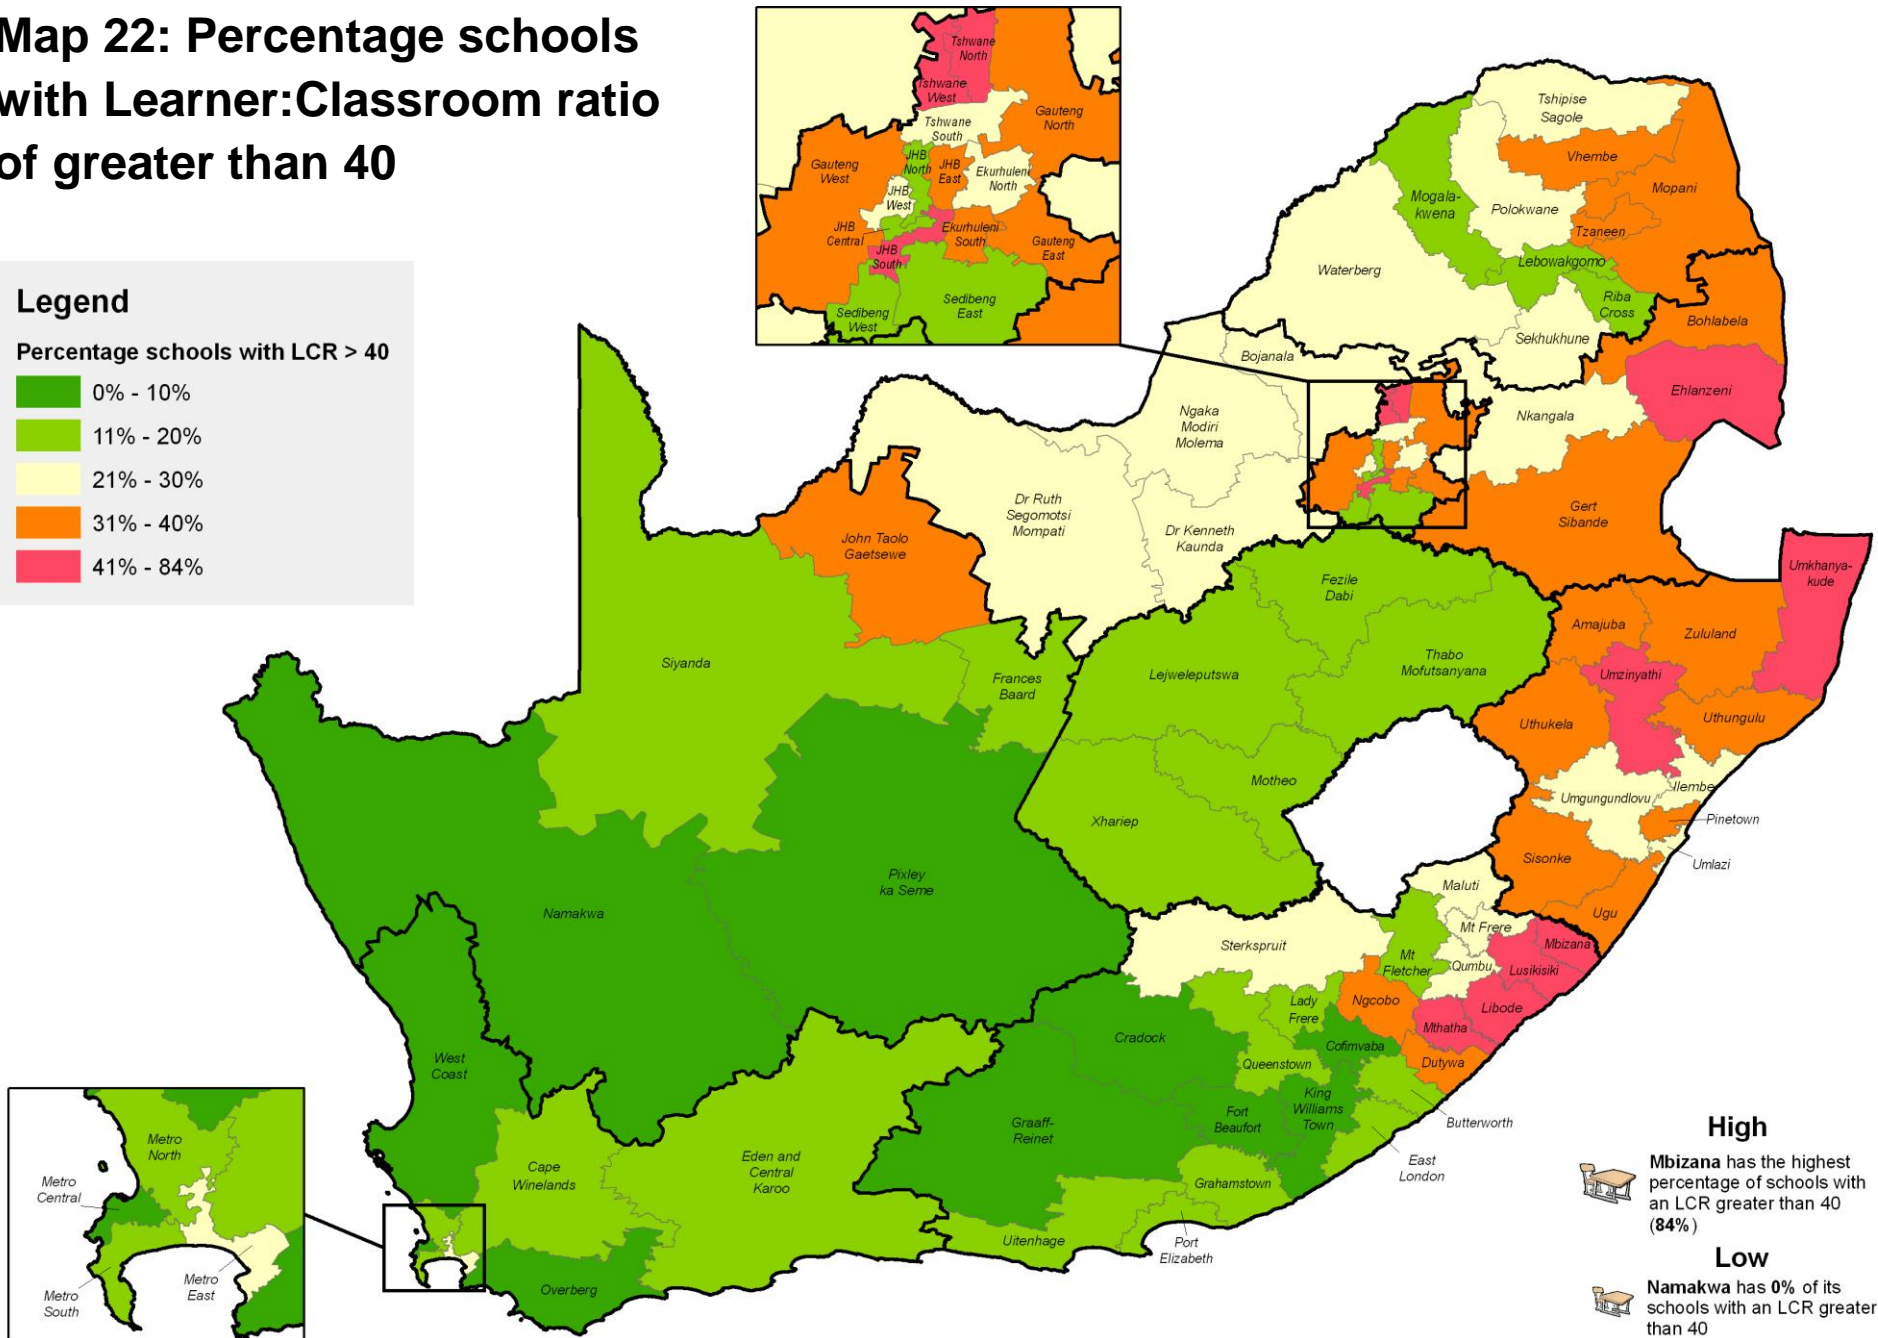 Map 22: Percentage schools
with Learner:Classroom ratio
of greater than 40
Legend
Percentage schools with LCR > 40
0% - 10%
11% - 20%
21% - 30%
31% - 40%
41% - 84%
Tshwane
North
Tshwane
West
Tshwane
South
Gauteng
North
Gauteng
West
JHB
North
JHB
East
Ekurhuleni
North
JHB
West
JHB
Central
JHB
South
Ekurhuleni
South
Gauteng
East
Sedibeng
West
Sedibeng
East
Tshipise
Sagole
Vhembe
Mopani
Mogala-
kwena
Polokwane
Tzaneen
Waterberg
Lebowakgomo
Riba
Cross
Bohlabela
Sekhukhune
Bojanala
Ehlanzeni
Ngaka
Modiri
Molema
Nkangala
Dr Ruth
Segomotsi
Mompati
Dr Kenneth
Kaunda
Gert
Sibande
John Taolo
Gaetsewe
Umkhanya-
kude
Fezile
Dabi
Amajuba
Zululand
Siyanda
Frances
Baard
Lejweleputswa
Thabo
Mofutsanyana
Umzinyathi
Uthukela
Uthungulu
Motheo
Xhariep
Umgungundlovu
Ilembe
Pinetown
Umlazi
Sisonke
Pixley
ka Seme
Namakwa
Maluti
Ugu
Mt Frere
Mbizana
Sterkspruit
Mt
Fletcher
Qumbu
Lusikisiki
Lady
Frere
Ngcobo
Libode
Mthatha
Cradock
Cofimvaba
Queenstown
Dutywa
West
Coast
King
Williams
Town
Fort
Beaufort
Graaff-
Reinet
Butterworth
East
London
Cape
Winelands
Eden and
Central
Karoo
Grahamstown
Uitenhage
Port
Elizabeth
Overberg
Metro
North
Metro
Central
Metro
East
Metro
South
High
Mbizana has the highest
percentage of schools with
an LCR greater than 40
(84%)
Low
Namakwa has 0% of its
schools with an LCR greater
than 40